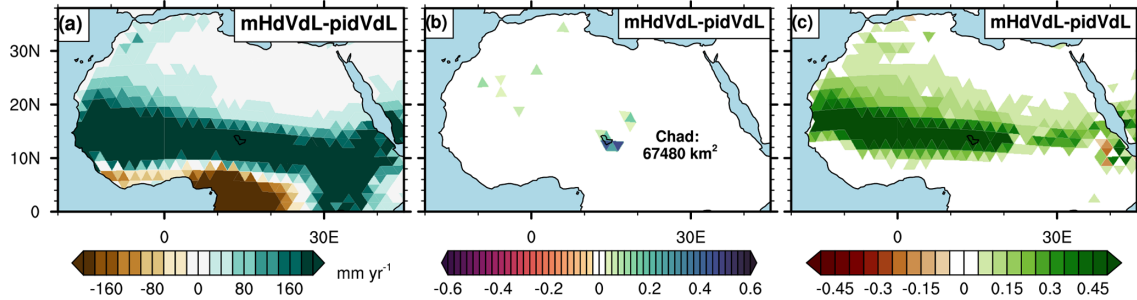 (a) mHdVdL-pidVdL
(b) mHdVdL-pidVdL
(c) mHdVdL-pidVdL
30N
20N
10N
0
Chad:
67480 km²
0 30E
0 30E
0 30E
-160 -80 0 80 160 mm yr⁻¹
-0.6 -0.4 -0.2 0 0.2 0.4 0.6
-0.45 -0.3 -0.15 0 0.15 0.3 0.45